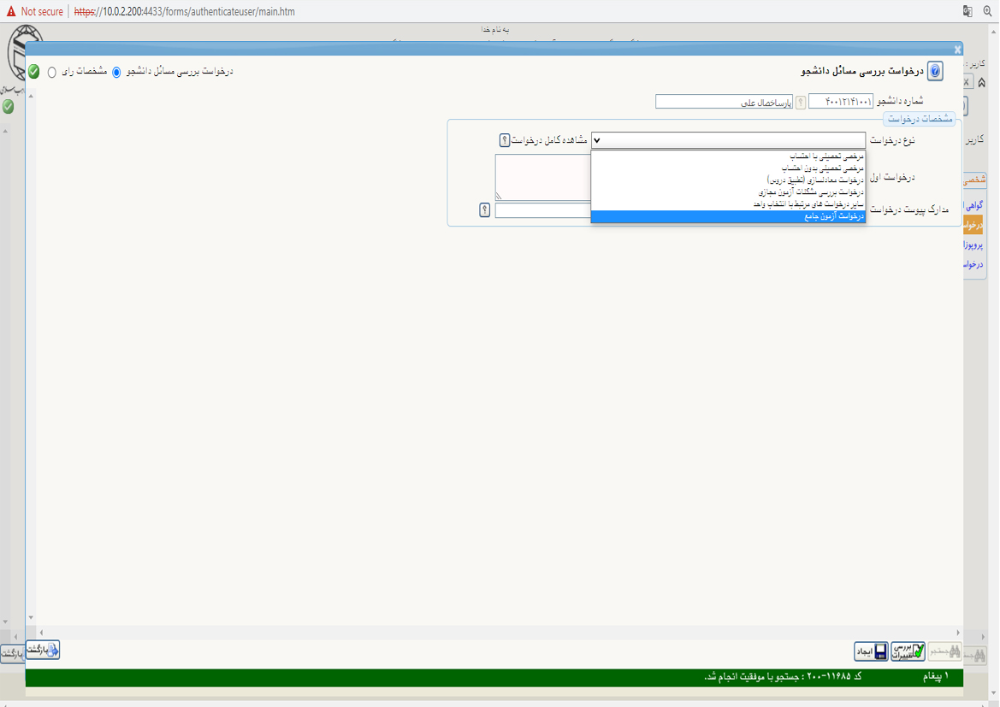 Not secure https://10.0.2.200:4433/forms/authenticateuser/main.htm
به نام خدا
کاربر :
درخواست بررسی مسائل دانشجو
درخواست بررسی مسائل دانشجو مشخصات رای
شماره دانشجو ۴۰۰۱۲۱۴۱۰۰۱ پارساخصال علی
مشخصات درخواست
نوع درخواست مشاهده کامل درخواست
کاربر
مرخصی تحصیلی با احتساب
مرخصی تحصیلی بدون احتساب
درخواست اول درخواست معادلسازی (تطبیق دروس)
درخواست بررسی مشکلات آزمون مجازی
سایر درخواست های مرتبط با انتخاب واحد
مدارک پیوست درخواست
درخواست آزمون جامع
شخصی
گواهی
درخواس
پروپوزا
درخواس
جستجو بررسی تغییرات ایجاد بازگشت
بازگشت
۱ پیغام کد ۱۱۶۸۵-۲۰۰ : جستجو با موفقیت انجام شد.